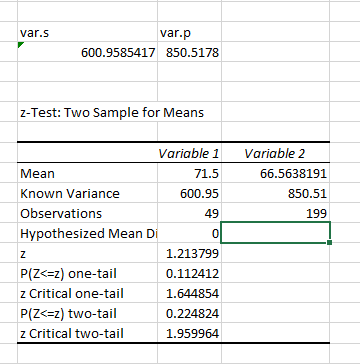 var.s var.p
600.9585417 850.5178
z-Test: Two Sample for Means
Variable 1 Variable 2
Mean 71.5 66.5638191
Known Variance 600.95 850.51
Observations 49 199
Hypothesized Mean Di 0
z 1.213799
P(Z<=z) one-tail 0.112412
z Critical one-tail 1.644854
P(Z<=z) two-tail 0.224824
z Critical two-tail 1.959964